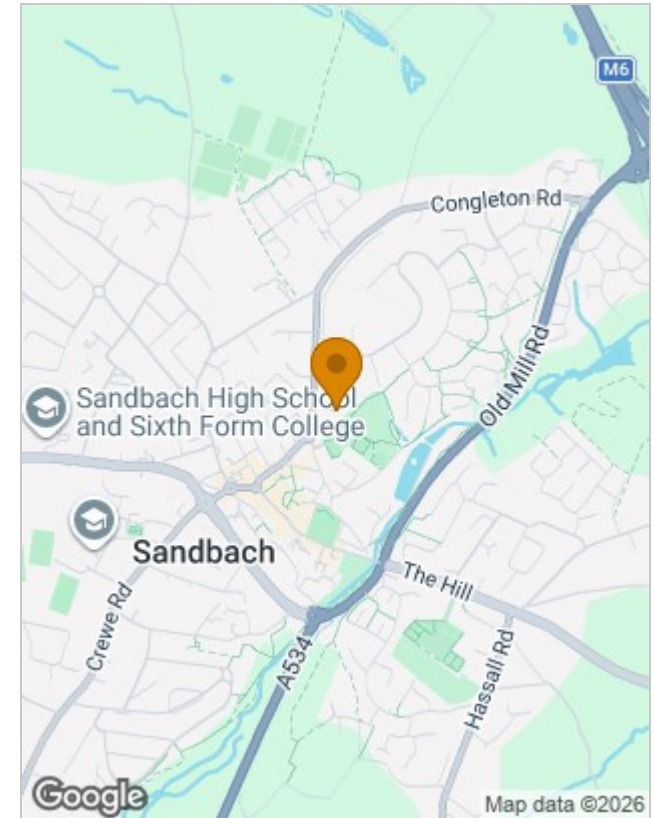 M6
Congleton Rd
Old Mill Rd
Sandbach High School
and Sixth Form College
Sandbach
The Hill
Crewe Rd
A534
Hassall Rd
Google
Map data ©2026